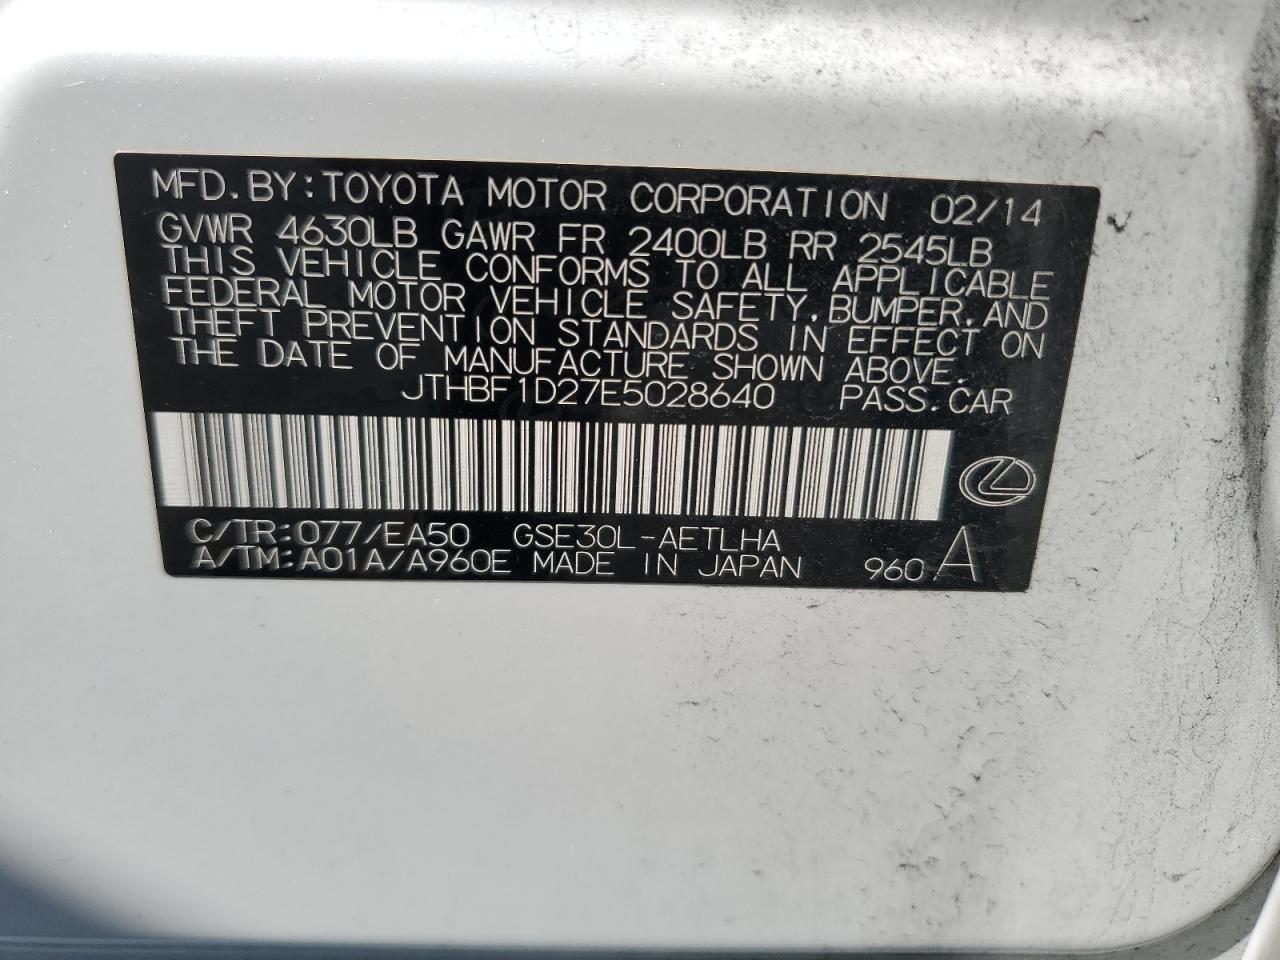 MFD.BY:TOYOTA MOTOR CORPORATION 02/14
GVWR 4630LB GAWR FR 2400LB RR 2545LB
THIS VEHICLE CONFORMS TO ALL APPLICABLE
FEDERAL MOTOR VEHICLE SAFETY,BUMPER,AND
THEFT PREVENTION STANDARDS IN EFFECT ON
THE DATE OF MANUFACTURE SHOWN ABOVE.
JTHBF1D27E5028640 PASS.CAR
C/TR:077/EA50 GSE30L-AETLHA
A/TM:A01A/A960E MADE IN JAPAN 960 A